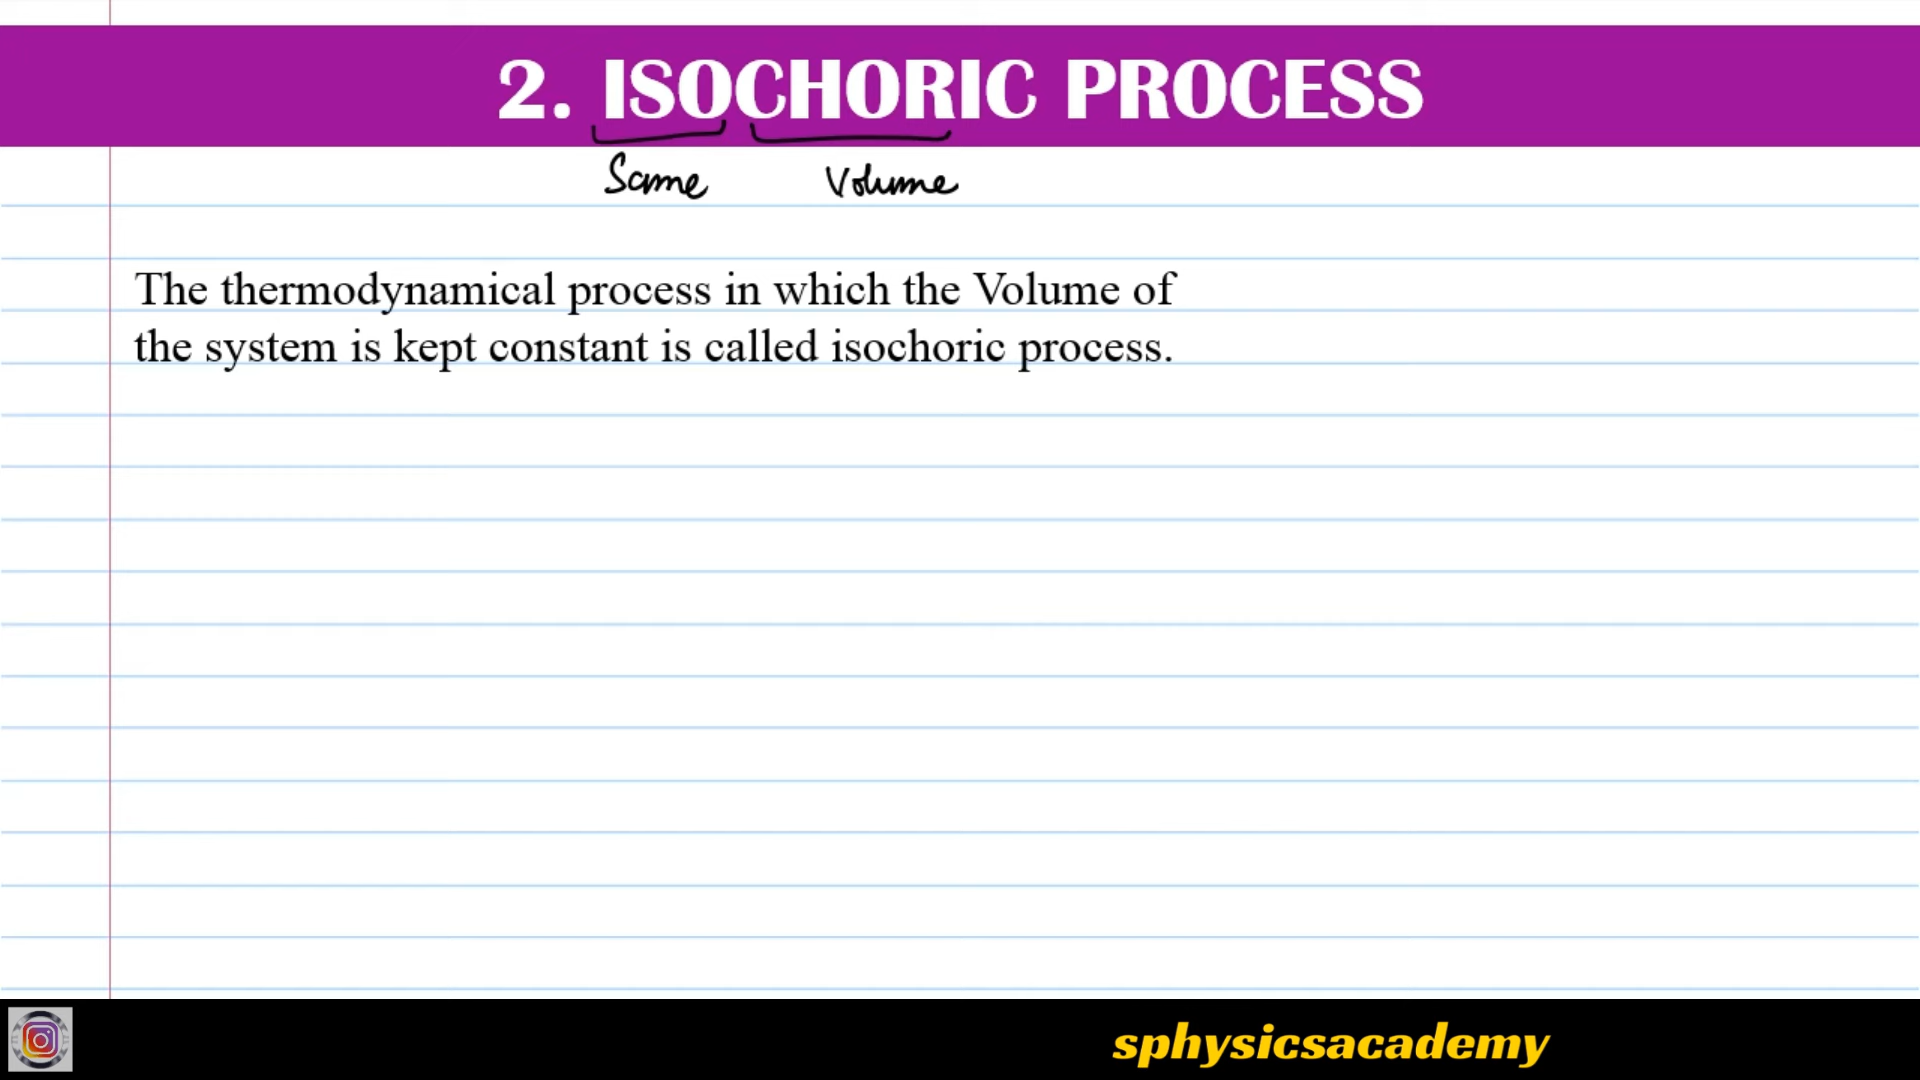 2. ISOCHORIC PROCESS
Same Volume
The thermodynamical process in which the Volume of
the system is kept constant is called isochoric process.
sphysicsacademy